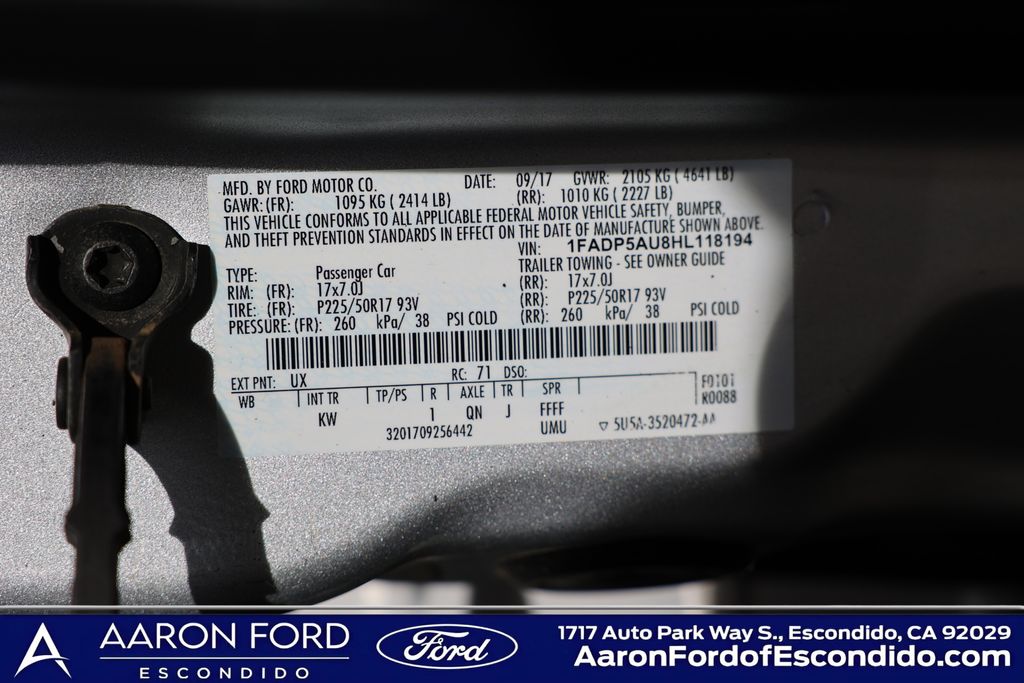 MFD. BY FORD MOTOR CO. DATE: 09/17 GVWR: 2105 KG ( 4641 LB)
GAWR: (FR): 1095 KG ( 2414 LB) (RR): 1010 KG ( 2227 LB)
THIS VEHICLE CONFORMS TO ALL APPLICABLE FEDERAL MOTOR VEHICLE SAFETY, BUMPER,
AND THEFT PREVENTION STANDARDS IN EFFECT ON THE DATE OF MANUFACTURE SHOWN ABOVE.
VIN: 1FADP5AU8HL118194
TYPE: Passenger Car TRAILER TOWING - SEE OWNER GUIDE
RIM: (FR): 17x7.0J (RR): 17x7.0J
TIRE: (FR): P225/50R17 93V (RR): P225/50R17 93V
PRESSURE: (FR): 260 kPa/ 38 PSI COLD (RR): 260 kPa/ 38 PSI COLD
EXT PNT: UX RC: 71 DSO:
WB INT TR TP/PS R AXLE TR SPR F0101
KW 1 QN J FFFF R0088
3201709256442 UMU ▽ 5U5A-3520472-AA
AARON FORD
ESCONDIDO
Ford
1717 Auto Park Way S., Escondido, CA 92029
AaronFordofEscondido.com